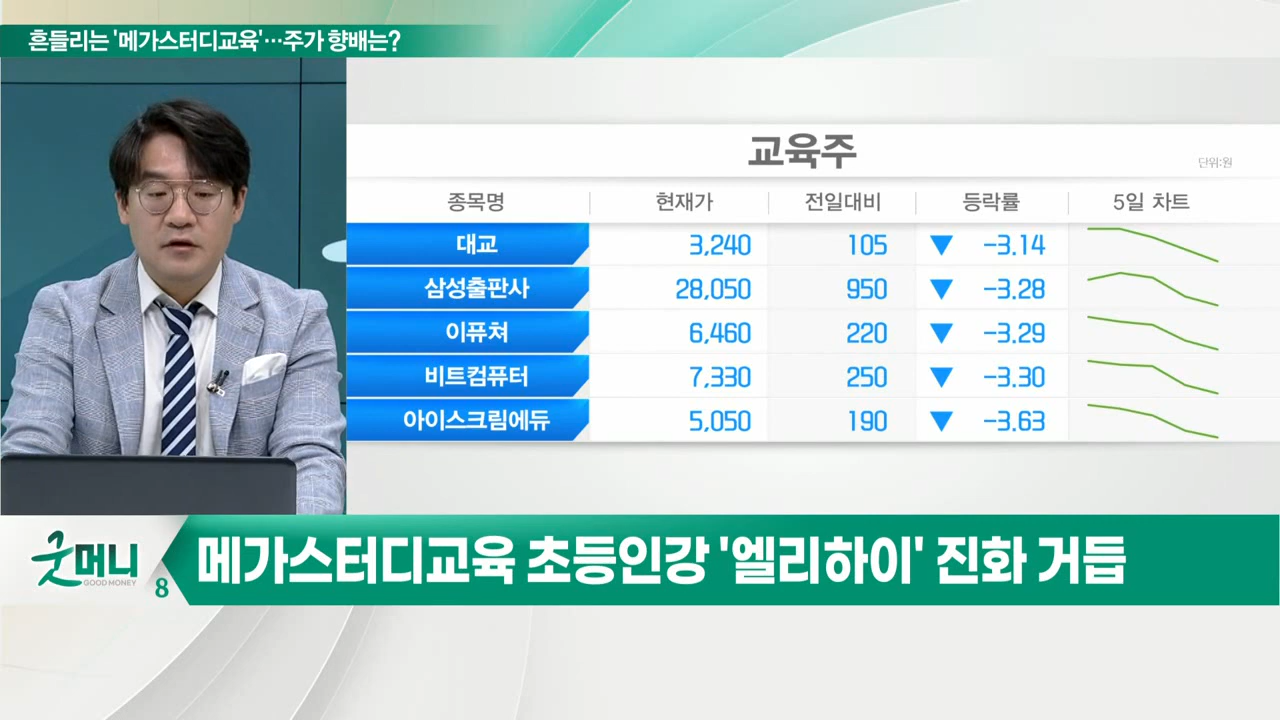 흔들리는 '메가스터디교육'…주가 향배는?
교육주
단위:원
종목명 현재가 전일대비 등락률 5일 차트
대교 3,240 105 ▼ -3.14
삼성출판사 28,050 950 ▼ -3.28
이퓨쳐 6,460 220 ▼ -3.29
비트컴퓨터 7,330 250 ▼ -3.30
아이스크림에듀 5,050 190 ▼ -3.63
굿머니
GOOD MONEY
8
메가스터디교육 초등인강 '엘리하이' 진화 거듭